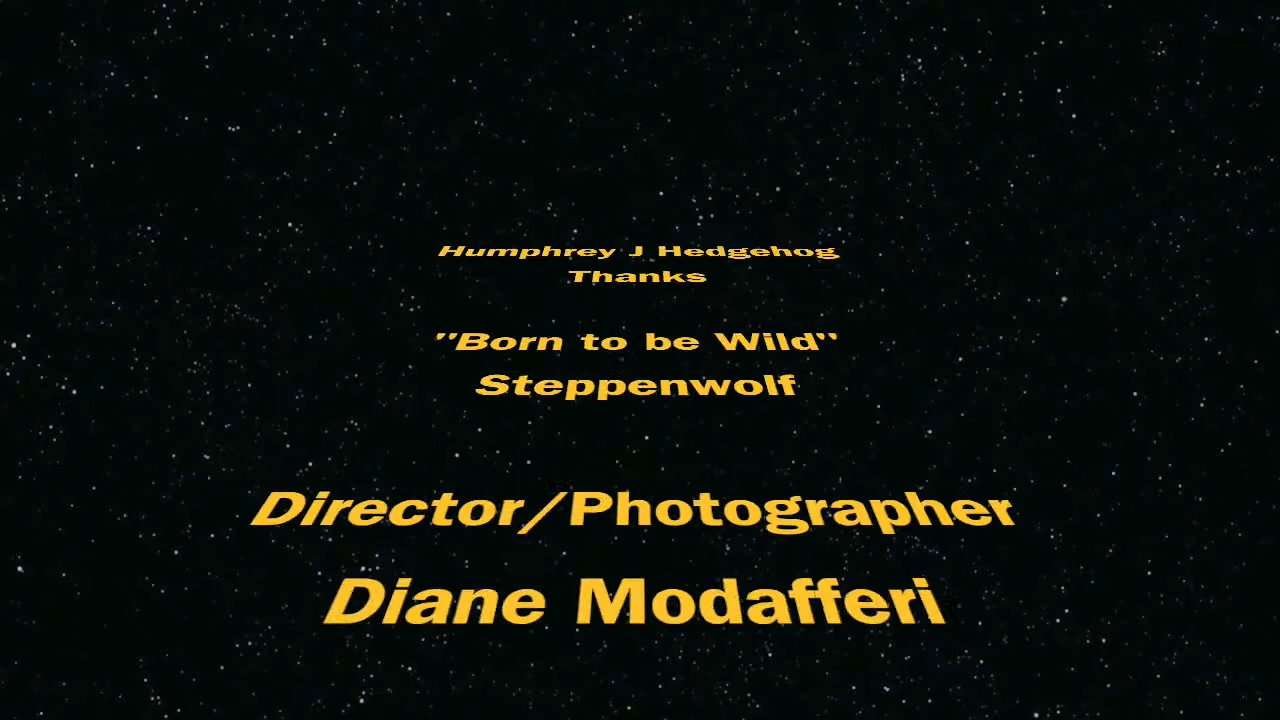 Humphrey J Hedgehog
Thanks
"Born to be Wild"
Steppenwolf
Director/Photographer
Diane Modafferi